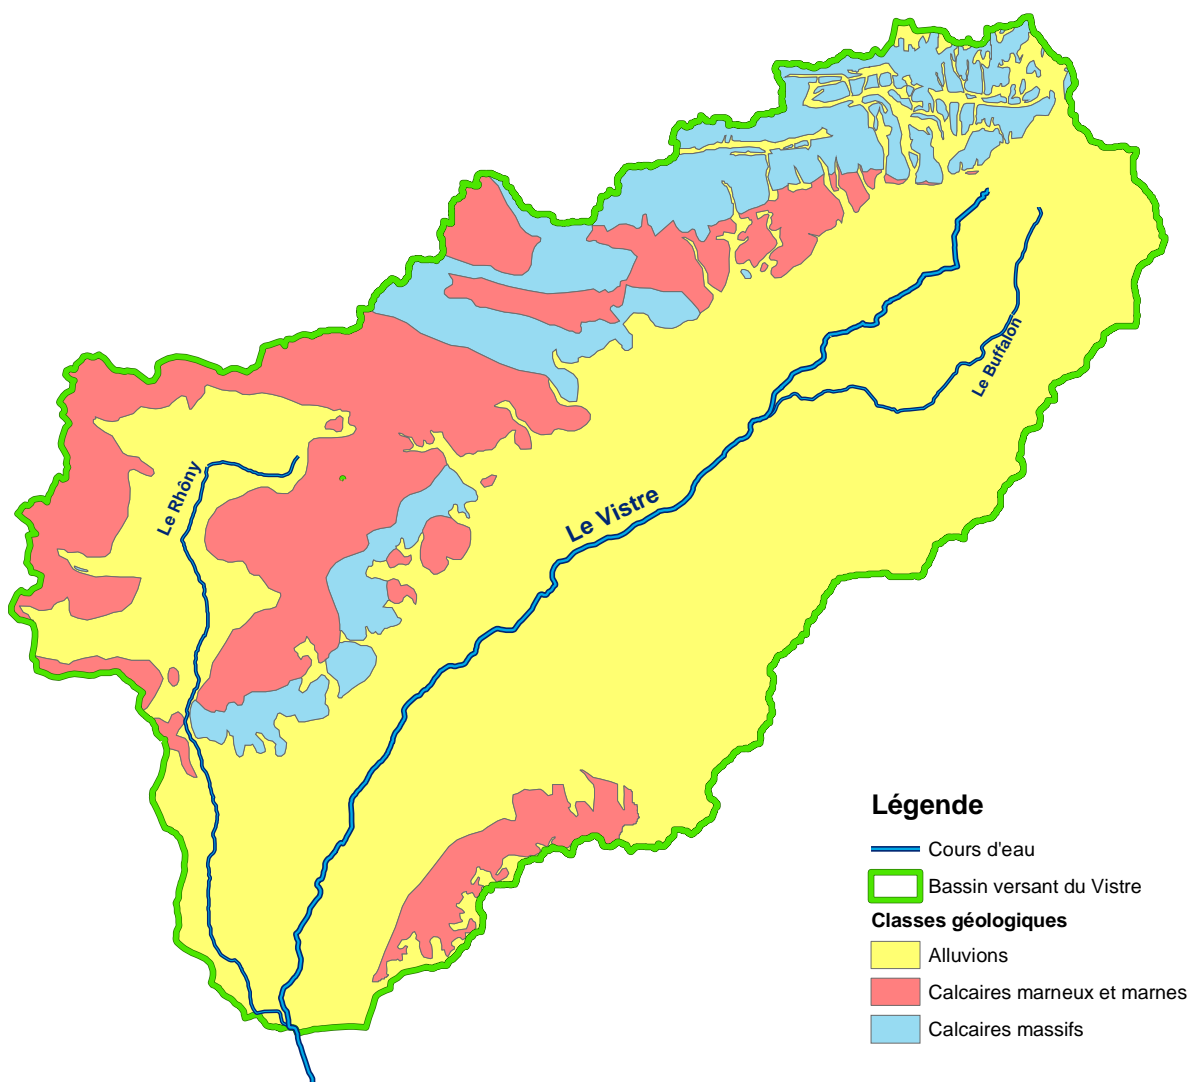 Le Buffalon
Le Rhôny
Le Vistre
Légende
Cours d'eau
Bassin versant du Vistre
Classes géologiques
Alluvions
Calcaires marneux et marnes
Calcaires massifs